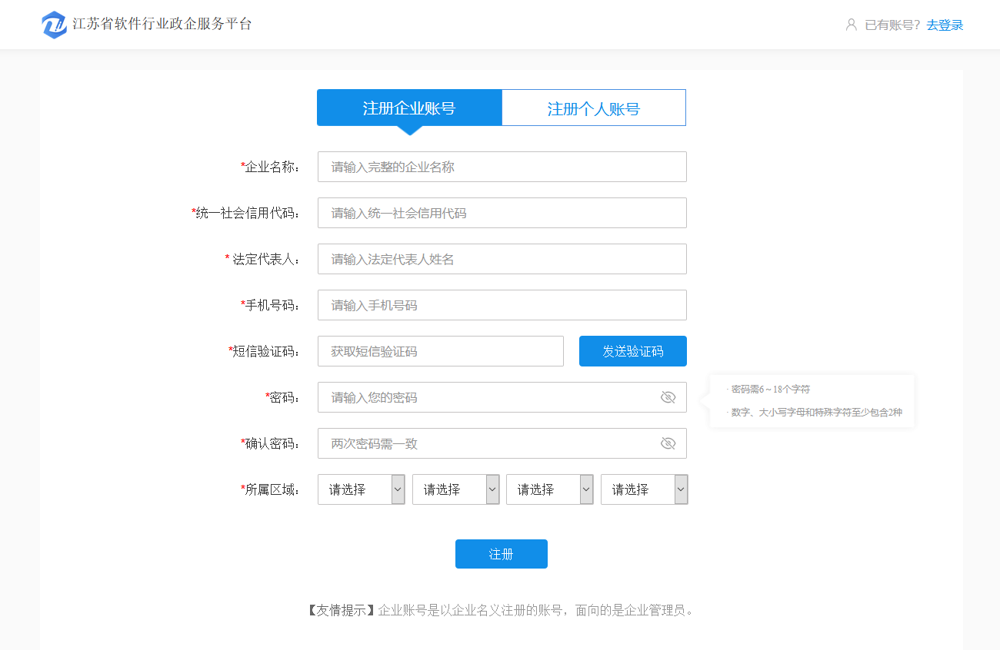 江苏省软件行业政企服务平台
已有账号？去登录
注册企业账号 注册个人账号
*企业名称： 请输入完整的企业名称
*统一社会信用代码： 请输入统一社会信用代码
* 法定代表人： 请输入法定代表人姓名
*手机号码： 请输入手机号码
*短信验证码： 获取短信验证码 发送验证码
*密码： 请输入您的密码
· 密码需6～18个字符
· 数字、大小写字母和特殊字符至少包含2种
*确认密码： 两次密码需一致
*所属区域： 请选择 请选择 请选择 请选择
注册
【友情提示】企业账号是以企业名义注册的账号，面向的是企业管理员。